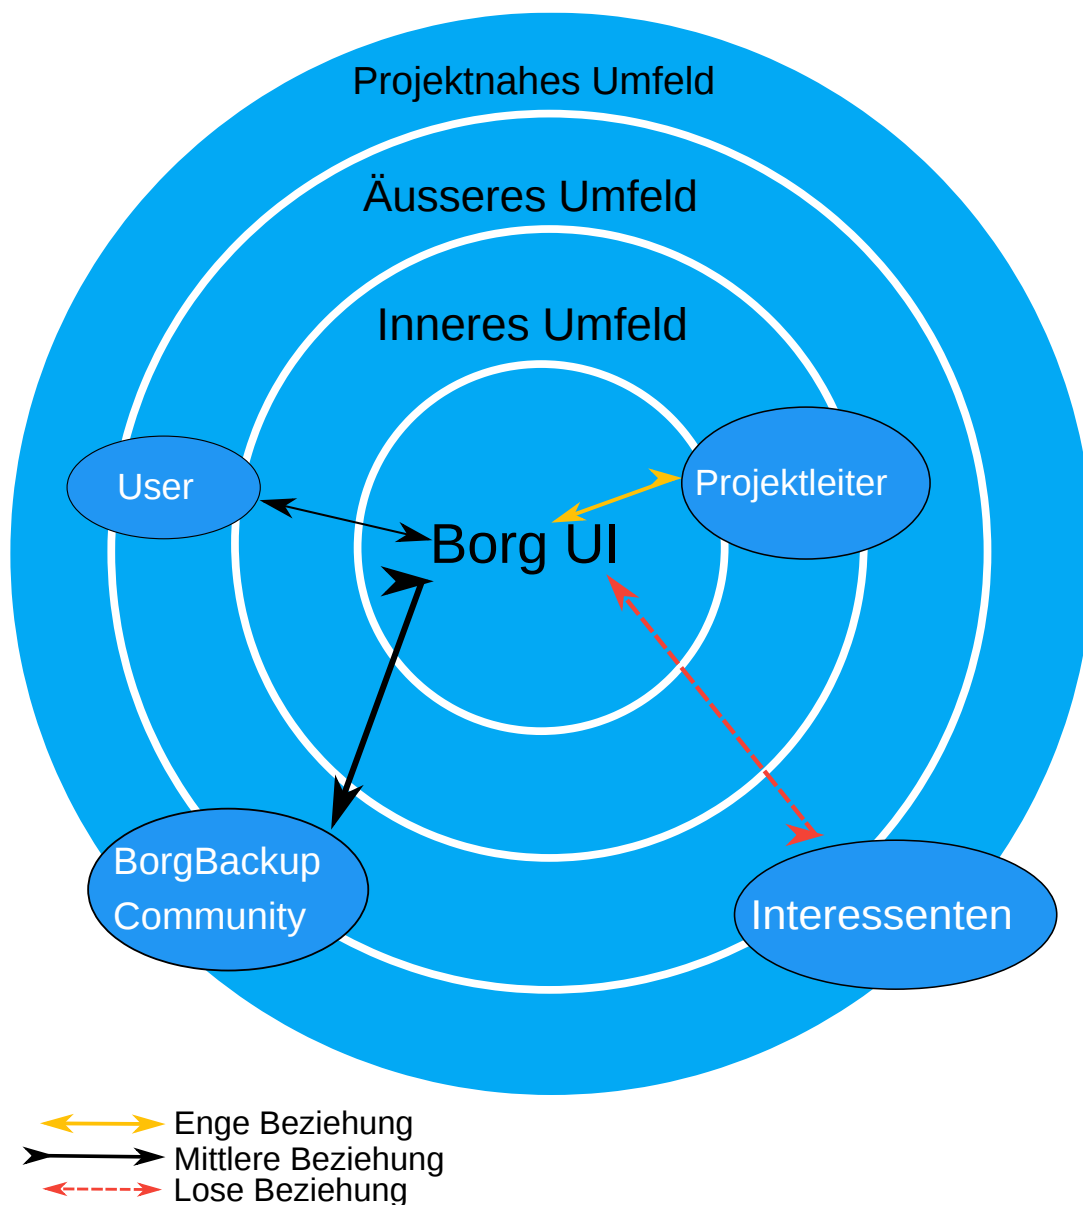 Projektnahes Umfeld
Äusseres Umfeld
Inneres Umfeld
User
Projektleiter
Borg UI
BorgBackup
Community
Interessenten
Enge Beziehung
Mittlere Beziehung
Lose Beziehung